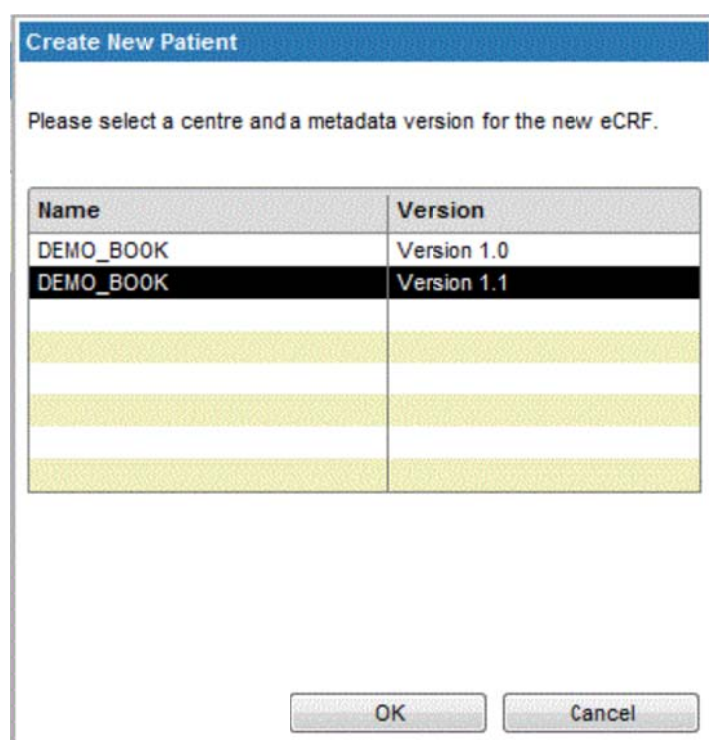 Create New Patient
Please select a centre and a metadata version for the new eCRF.
Name Version
DEMO_BOOK Version 1.0
DEMO_BOOK Version 1.1
OK Cancel